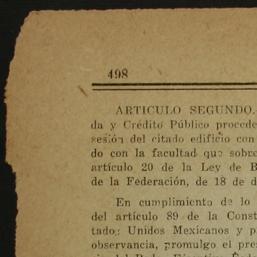 498
ARTICULO SEGUNDO.
da y Crédito Público procede
sesión del citado edificio con
do con la facultad que sobre
artículo 20 de la Ley de B
de la Federación, de 18 de d
En cumplimiento de lo
del artículo 89 de la Const
tados Unidos Mexicanos y p
observancia, promulgo el pre